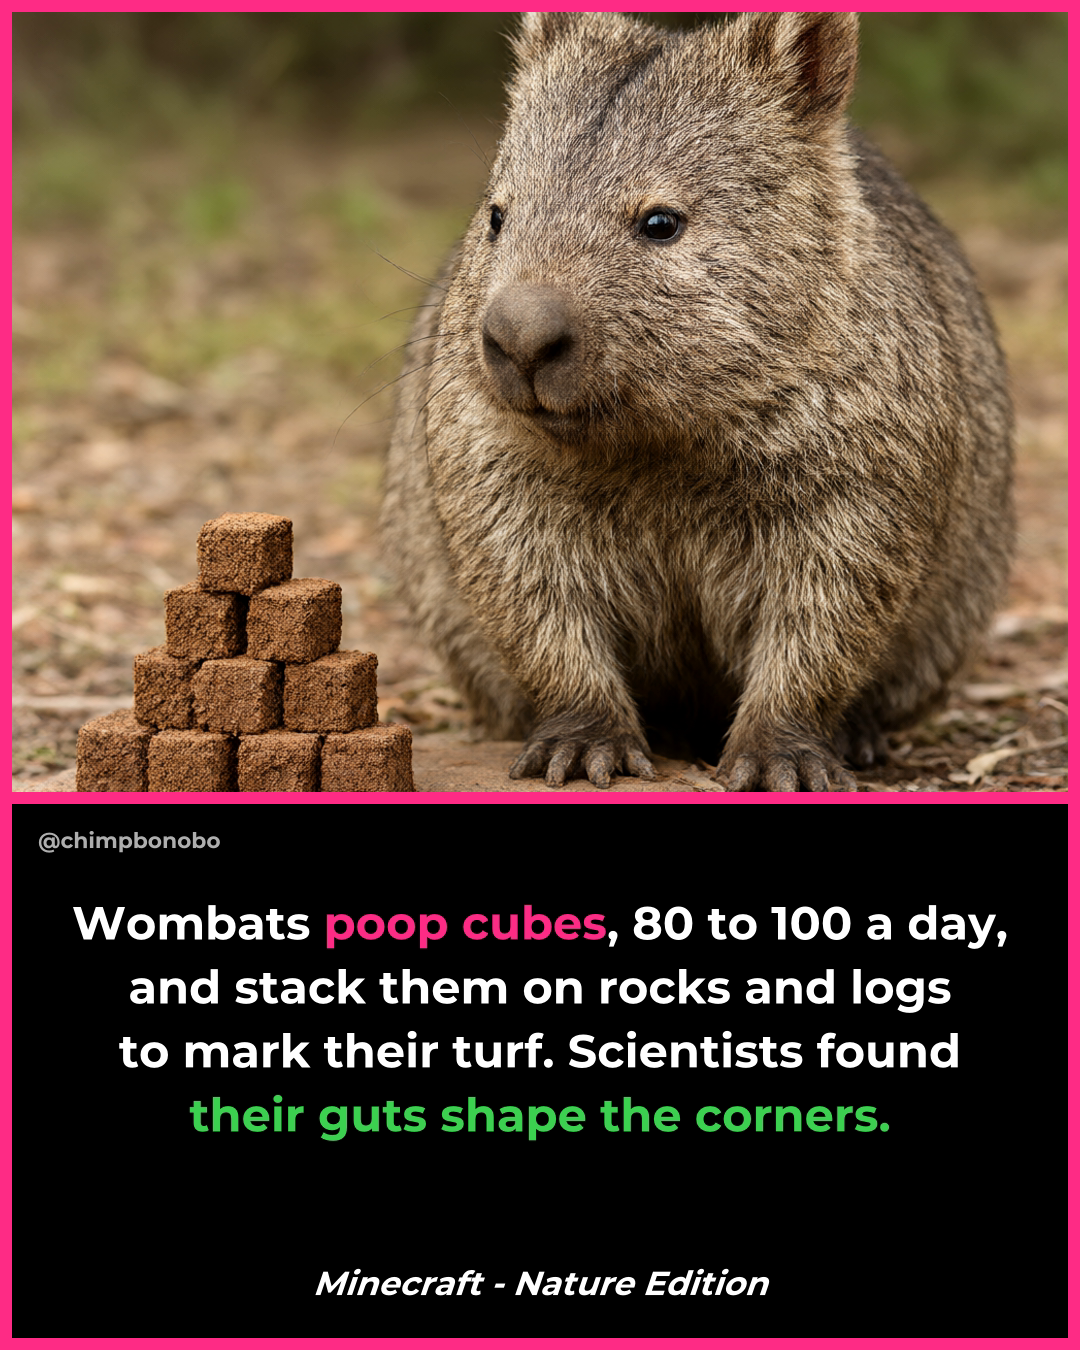 @chimpbonobo
Wombats poop cubes, 80 to 100 a day,
and stack them on rocks and logs
to mark their turf. Scientists found
their guts shape the corners.
Minecraft - Nature Edition